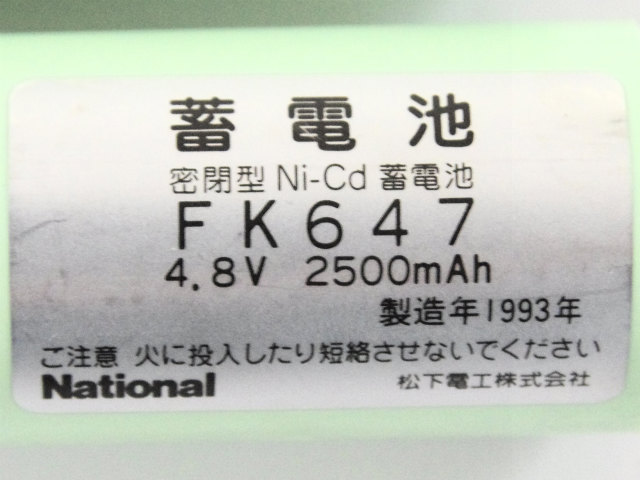 蓄電池
密閉型 Ni-Cd 蓄電池
FK647
4.8V 2500mAh
製造年1993年
ご注意 火に投入したり短絡させないでください
National 松下電工株式会社